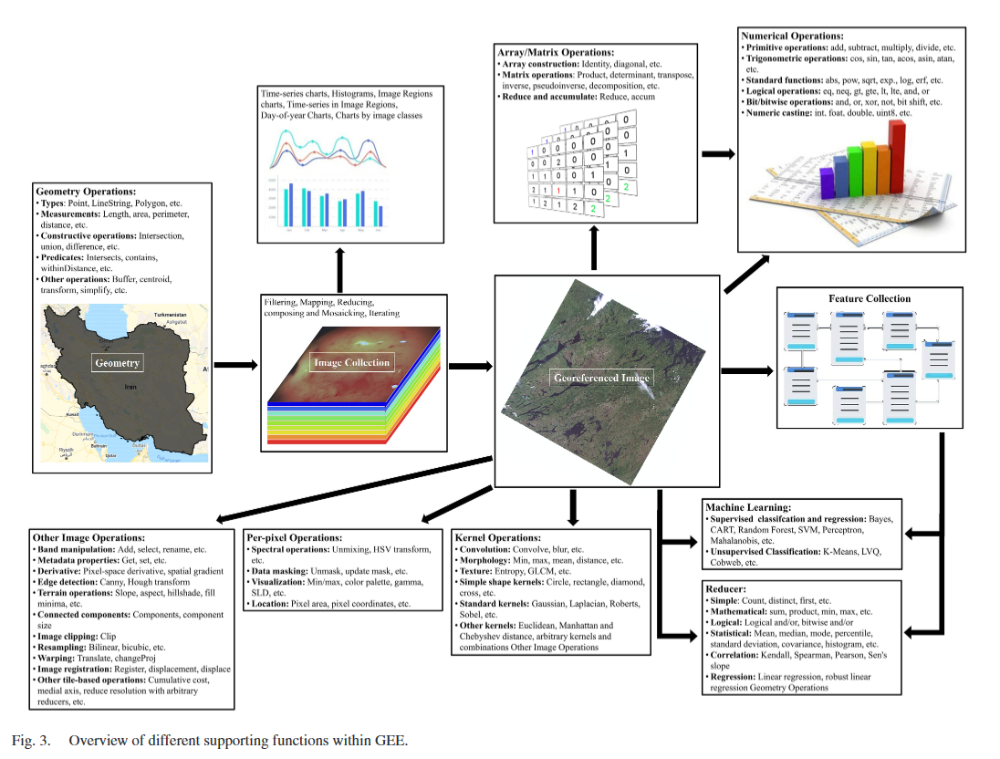 Geometry Operations:
• Types: Point, LineString, Polygon, etc.
• Measurements: Length, area, perimeter,
distance, etc.
• Constructive operations: Intersection,
union, difference, etc.
• Predicates: Intersects, contains,
withinDistance, etc.
• Other operations: Buffer, centroid,
transform, simplify, etc.
Turkmenistan
Ashgabat
Geometry
Iran
Kuwait
Bahrain
Riyadh
Qatar
Dubai
Time-series charts, Histograms, Image Regions
charts, Time-series in Image Regions,
Day-of-year Charts, Charts by image classes
Filtering, Mapping, Reducing,
composing and Mosaicking, Iterating
Image Collection
Array/Matrix Operations:
• Array construction: Identity, diagonal, etc.
• Matrix operations: Product, determinant, transpose,
inverse, pseudoinverse, decomposition, etc.
• Reduce and accumulate: Reduce, accum
Numerical Operations:
• Primitive operations: add, subtract, multiply, divide, etc.
• Trigonometric operations: cos, sin, tan, acos, asin, atan,
etc.
• Standard functions: abs, pow, sqrt, exp., log, erf, etc.
• Logical operations: eq, neq, gt, gte, lt, lte, and, or
• Bit/bitwise operations: and, or, xor, not, bit shift, etc.
• Numeric casting: int, foat, double, uint8, etc.
Georeferenced Image
Feature Collection
Other Image Operations:
• Band manipulation: Add, select, rename, etc.
• Metadata properties: Get, set, etc.
• Derivative: Pixel-space derivative, spatial gradient
• Edge detection: Canny, Hough transform
• Terrain operations: Slope, aspect, hillshade, fill
minima, etc.
• Connected components: Components, component
size
• Image clipping: Clip
• Resampling: Bilinear, bicubic, etc.
• Warping: Translate, changeProj
• Image registration: Register, displacement, displace
• Other tile-based operations: Cumulative cost,
medial axis, reduce resolution with arbitrary
reducers, etc.
Per-pixel Operations:
• Spectral operations: Unmixing, HSV transform,
etc.
• Data masking: Unmask, update mask, etc.
• Visualization: Min/max, color palette, gamma,
SLD, etc.
• Location: Pixel area, pixel coordinates, etc.
Kernel Operations:
• Convolution: Convolve, blur, etc.
• Morphology: Min, max, mean, distance, etc.
• Texture: Entropy, GLCM, etc.
• Simple shape kernels: Circle, rectangle, diamond,
cross, etc.
• Standard kernels: Gaussian, Laplacian, Roberts,
Sobel, etc.
• Other kernels: Euclidean, Manhattan and
Chebyshev distance, arbitrary kernels and
combinations Other Image Operations
Machine Learning:
• Supervised classifcation and regression: Bayes,
CART, Random Forest, SVM, Perceptron,
Mahalanobis, etc.
• Unsupervised Classification: K-Means, LVQ,
Cobweb, etc.
Reducer:
• Simple: Count, distinct, first, etc.
• Mathematical: sum, product, min, max, etc.
• Logical: Logical and/or, bitwise and/or
• Statistical: Mean, median, mode, percentile,
standard deviation, covariance, histogram, etc.
• Correlation: Kendall, Spearman, Pearson, Sen's
slope
• Regression: Linear regression, robust linear
regression Geometry Operations
Fig. 3. Overview of different supporting functions within GEE.